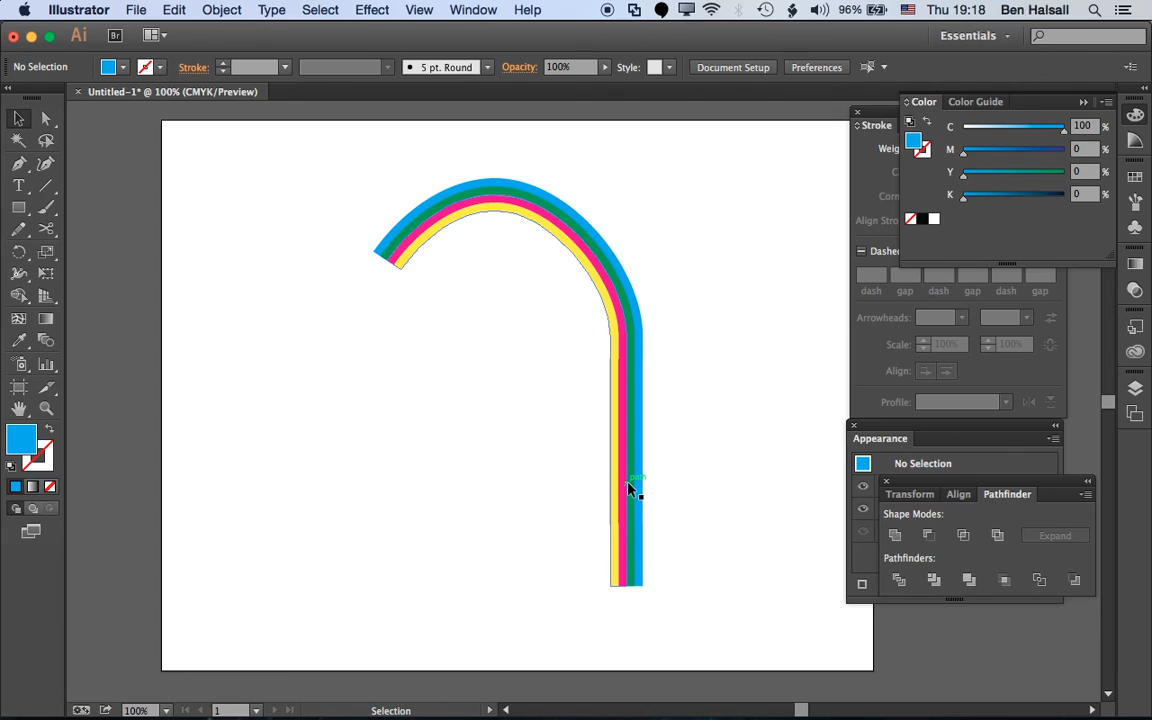 Illustrator File Edit Object Type Select Effect View Window Help 96% Thu 19:18 Ben Halsall
Ai Br Essentials
No Selection Stroke: 5 pt. Round Opacity: 100% Style: Document Setup Preferences
× Untitled-1* @ 100% (CMYK/Preview)
Color Color Guide
Stroke
C 100 %
Weig
M 0 %
Ca
Y 0 %
Corn
K 0 %
Align Stro
Dashed
dash gap dash gap dash gap
Arrowheads:
Scale: 100% 100%
Align:
Profile:
Appearance
No Selection
path
Transform Align Pathfinder
Shape Modes:
Expand
Pathfinders:
100% 1 Selection